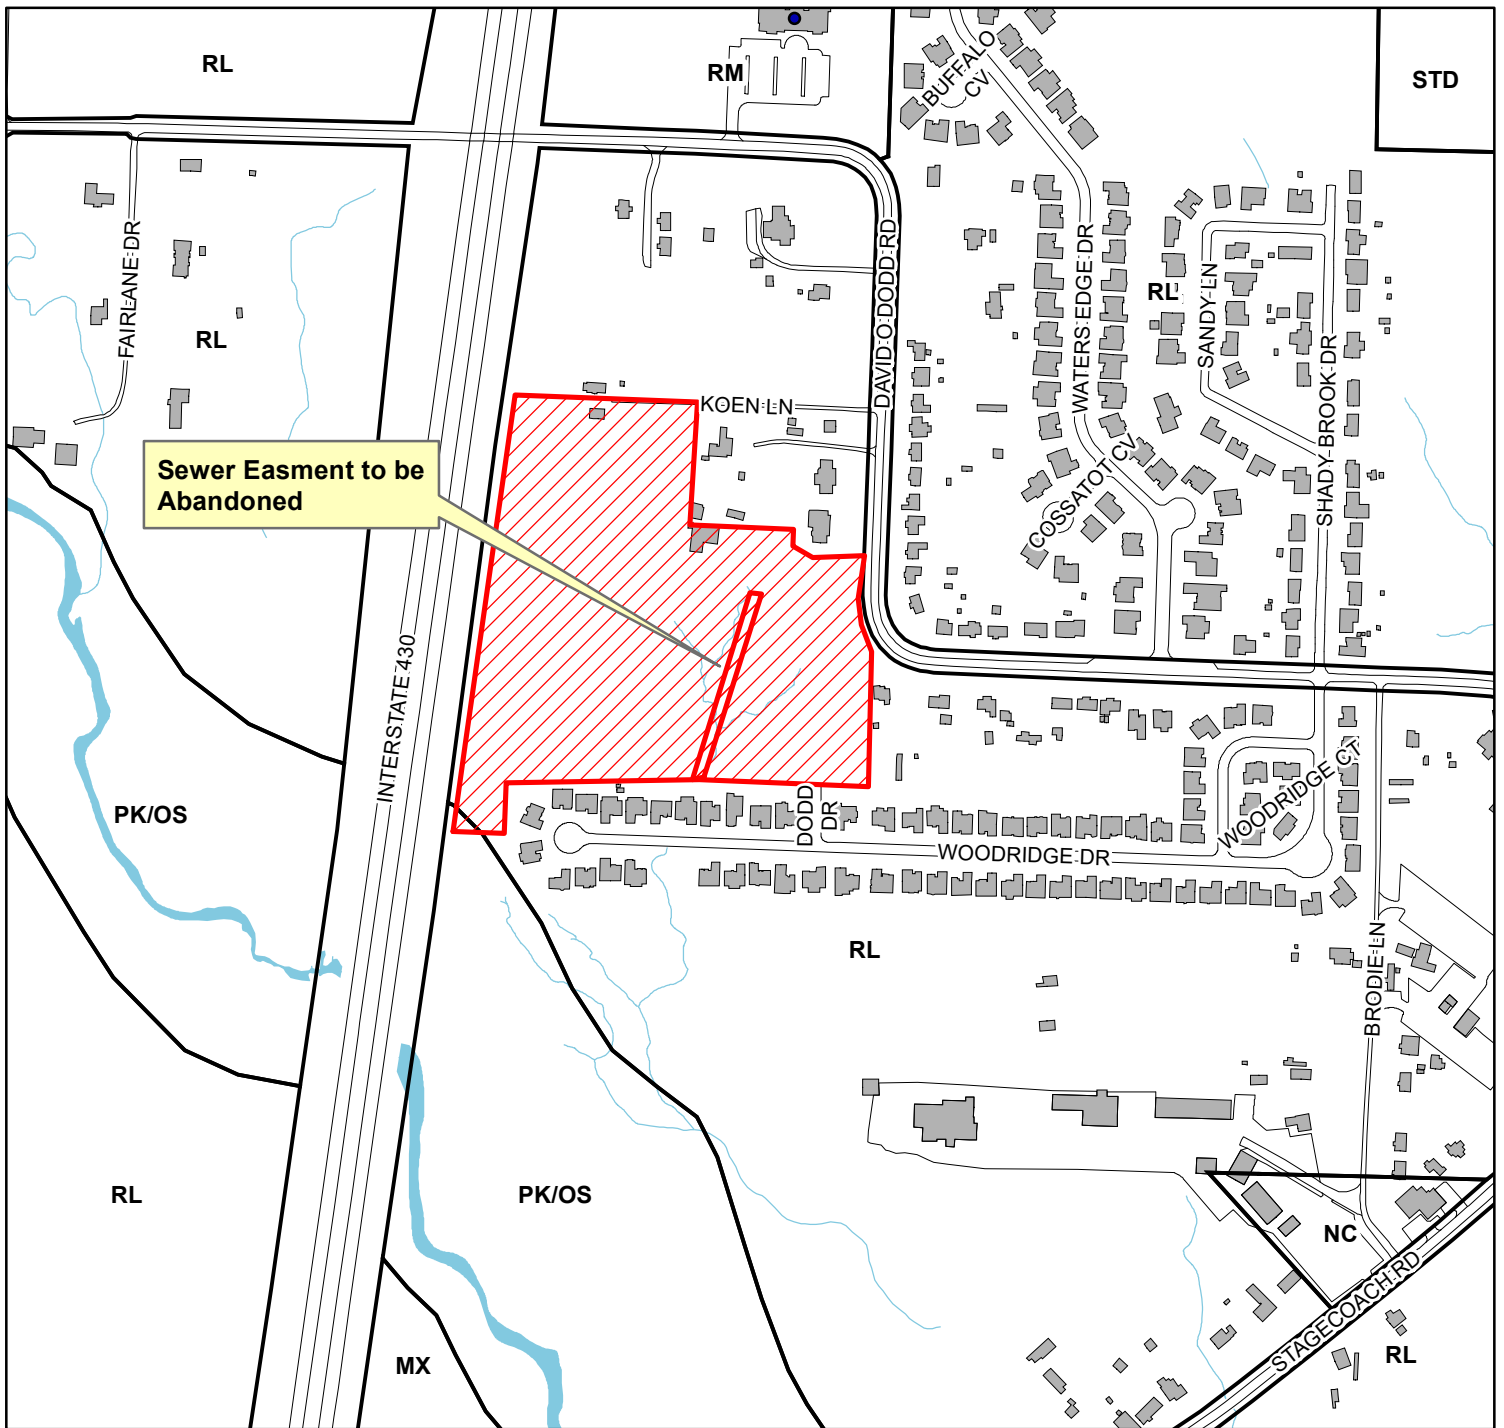 RL
RM
STD
BUFFALO
CV
FAIRLANE DR
RL
DAVID O DODD RD
WATERS EDGE DR
RL
SANDY LN
SHADY BROOK DR
KOEN LN
COSSATOT CV
Sewer Easment to be
Abandoned
INTERSTATE 430
PK/OS
DODD
DR
WOODRIDGE CT
WOODRIDGE DR
RL
BRODIE LN
RL
PK/OS
NC
STAGECOACH RD
MX
RL